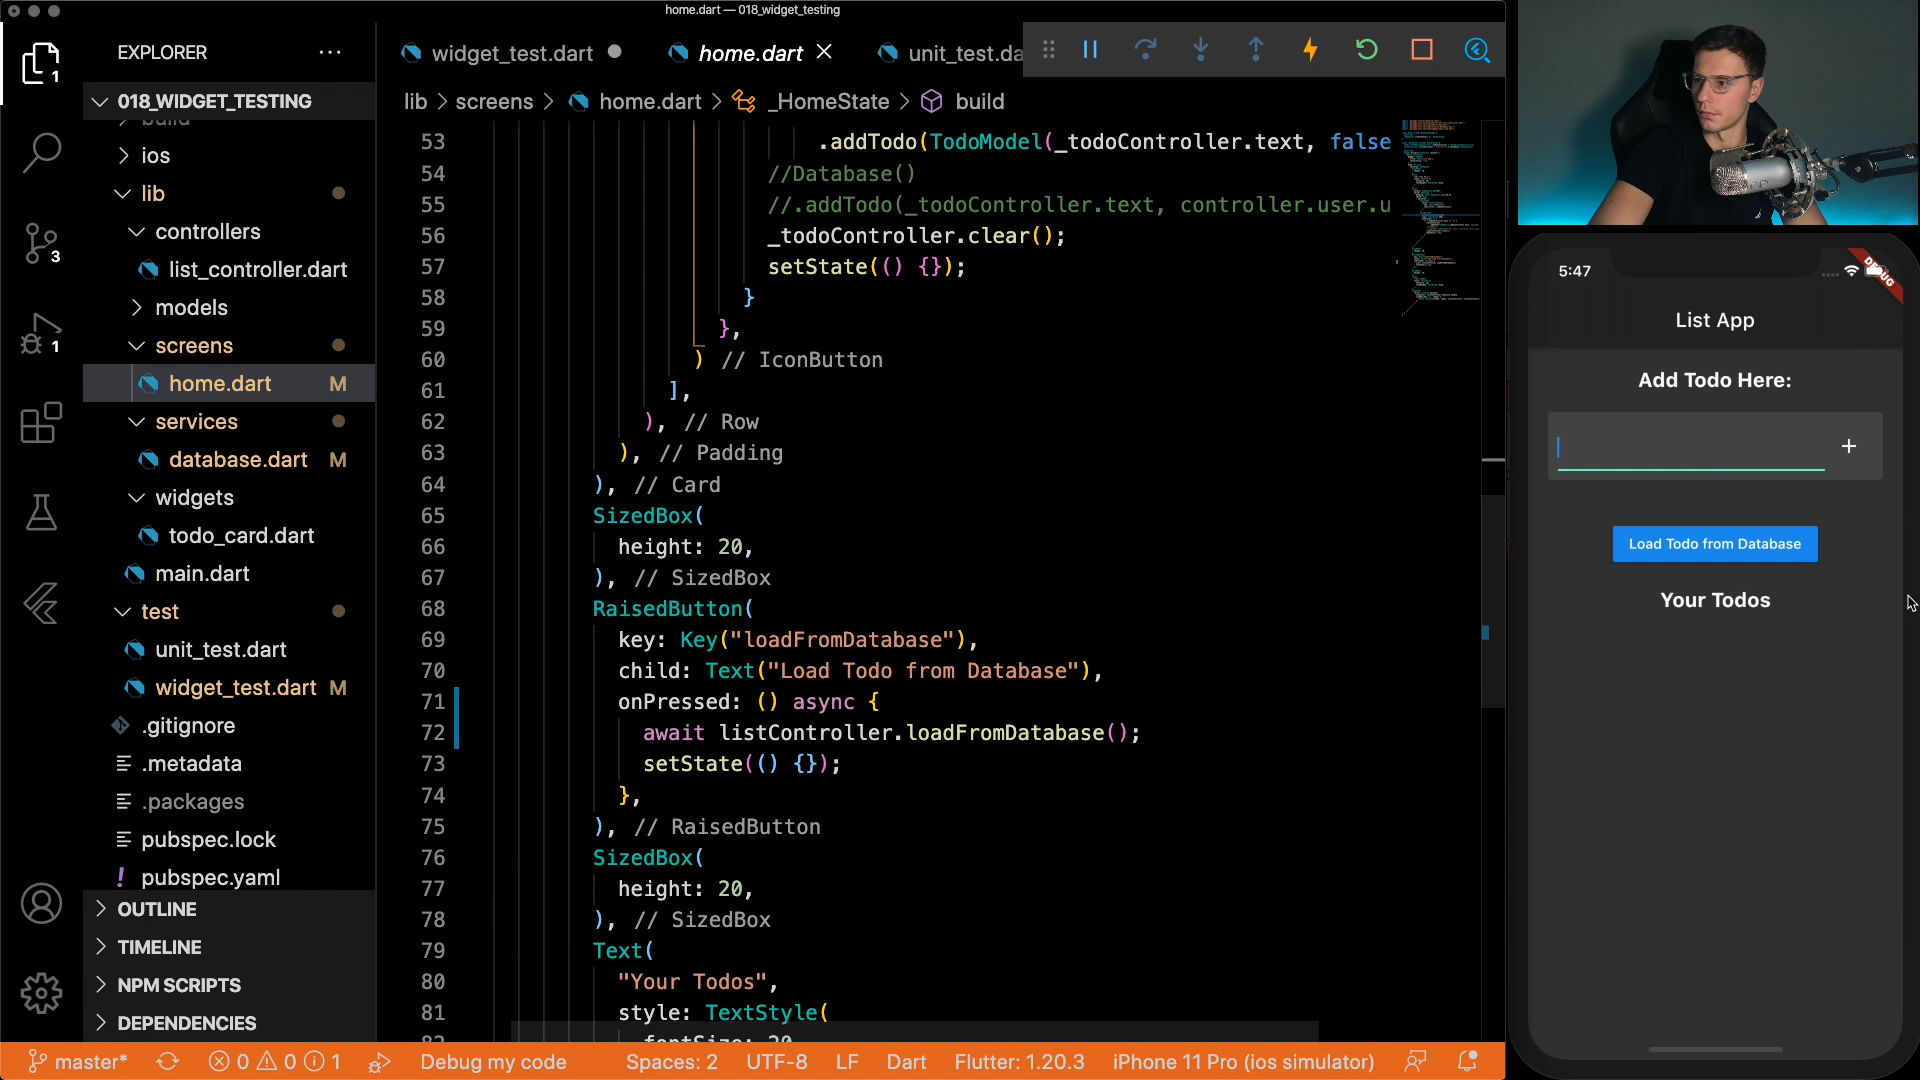 home.dart — 018_widget_testing
EXPLORER
widget_test.dart
home.dart
unit_test.da
018_WIDGET_TESTING
lib
screens
home.dart
_HomeState
build
build
ios
lib
controllers
list_controller.dart
models
screens
home.dart M
services
database.dart M
widgets
todo_card.dart
main.dart
test
unit_test.dart
widget_test.dart M
.gitignore
.metadata
.packages
pubspec.lock
! pubspec.yaml
OUTLINE
TIMELINE
NPM SCRIPTS
DEPENDENCIES
1
3
1
53 .addTodo(TodoModel(_todoController.text, false
54 //Database()
55 //.addTodo(_todoController.text, controller.user.u
56 _todoController.clear();
57 setState(() {});
58 }
59 },
60 ) // IconButton
61 ],
62 ), // Row
63 ), // Padding
64 ), // Card
65 SizedBox(
66 height: 20,
67 ), // SizedBox
68 RaisedButton(
69 key: Key("loadFromDatabase"),
70 child: Text("Load Todo from Database"),
71 onPressed: () async {
72 await listController.loadFromDatabase();
73 setState(() {});
74 },
75 ), // RaisedButton
76 SizedBox(
77 height: 20,
78 ), // SizedBox
79 Text(
80 "Your Todos",
81 style: TextStyle(
82 fontSize: 20
master* 0 0 1 Debug my code Spaces: 2 UTF-8 LF Dart Flutter: 1.20.3 iPhone 11 Pro (ios simulator)
5:47
DEBUG
List App
Add Todo Here:
+
Load Todo from Database
Your Todos